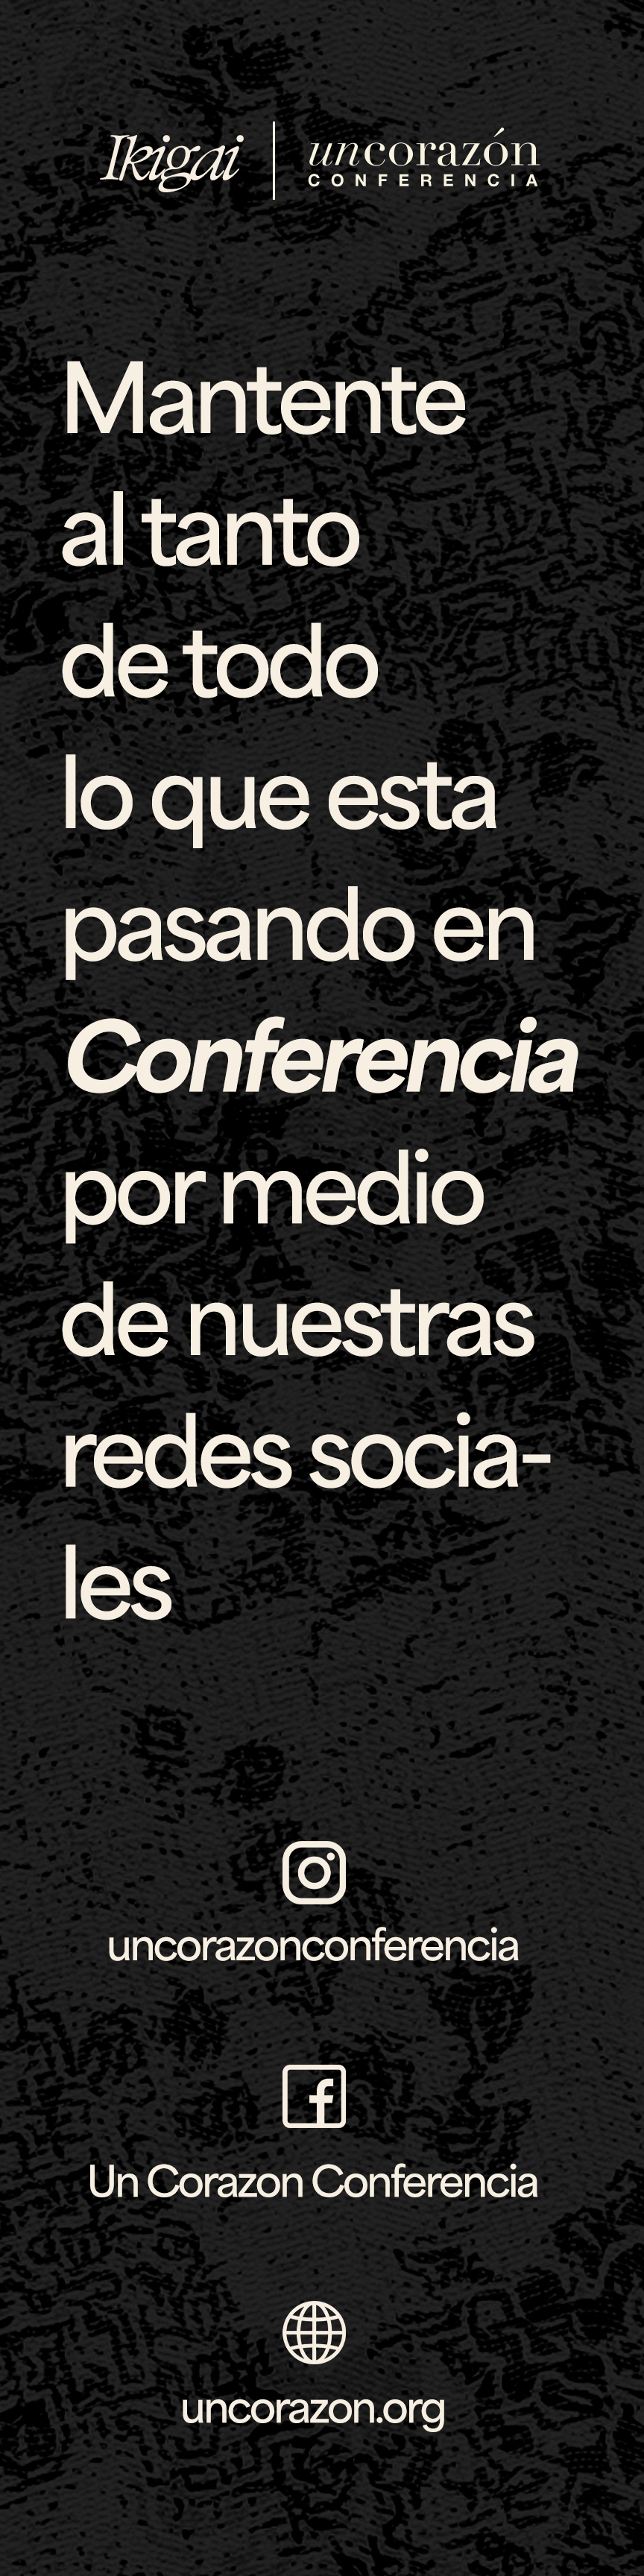 Ikigai
uncorazón
CONFERENCIA
Mantente
al tanto
de todo
lo que esta
pasando en
Conferencia
por medio
de nuestras
redes socia-
les
uncorazonconferencia
Un Corazon Conferencia
uncorazon.org